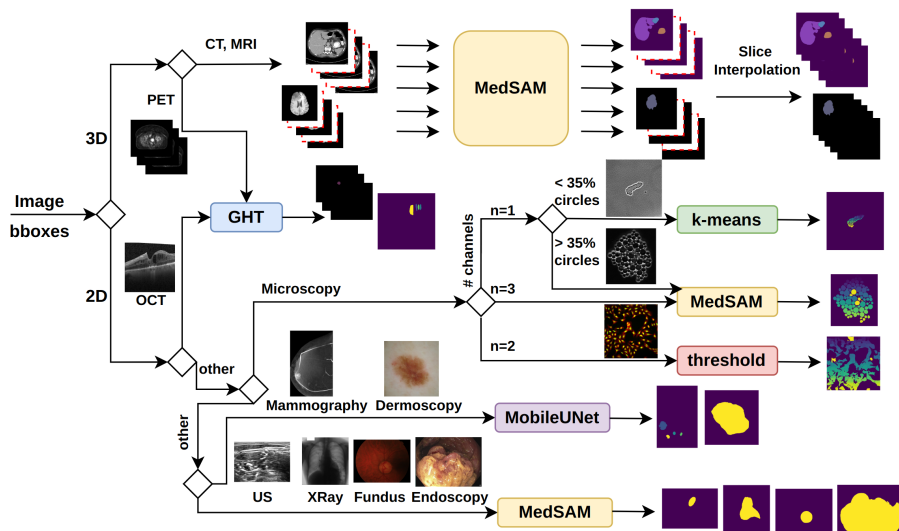 CT, MRI
PET
3D
Image
bboxes
2D
MedSAM
Slice
Interpolation
GHT
OCT
other
Microscopy
# channels
n=1
n=3
n=2
< 35%
circles
> 35%
circles
k-means
MedSAM
threshold
Mammography
Dermoscopy
other
MobileUNet
US
XRay
Fundus
Endoscopy
MedSAM